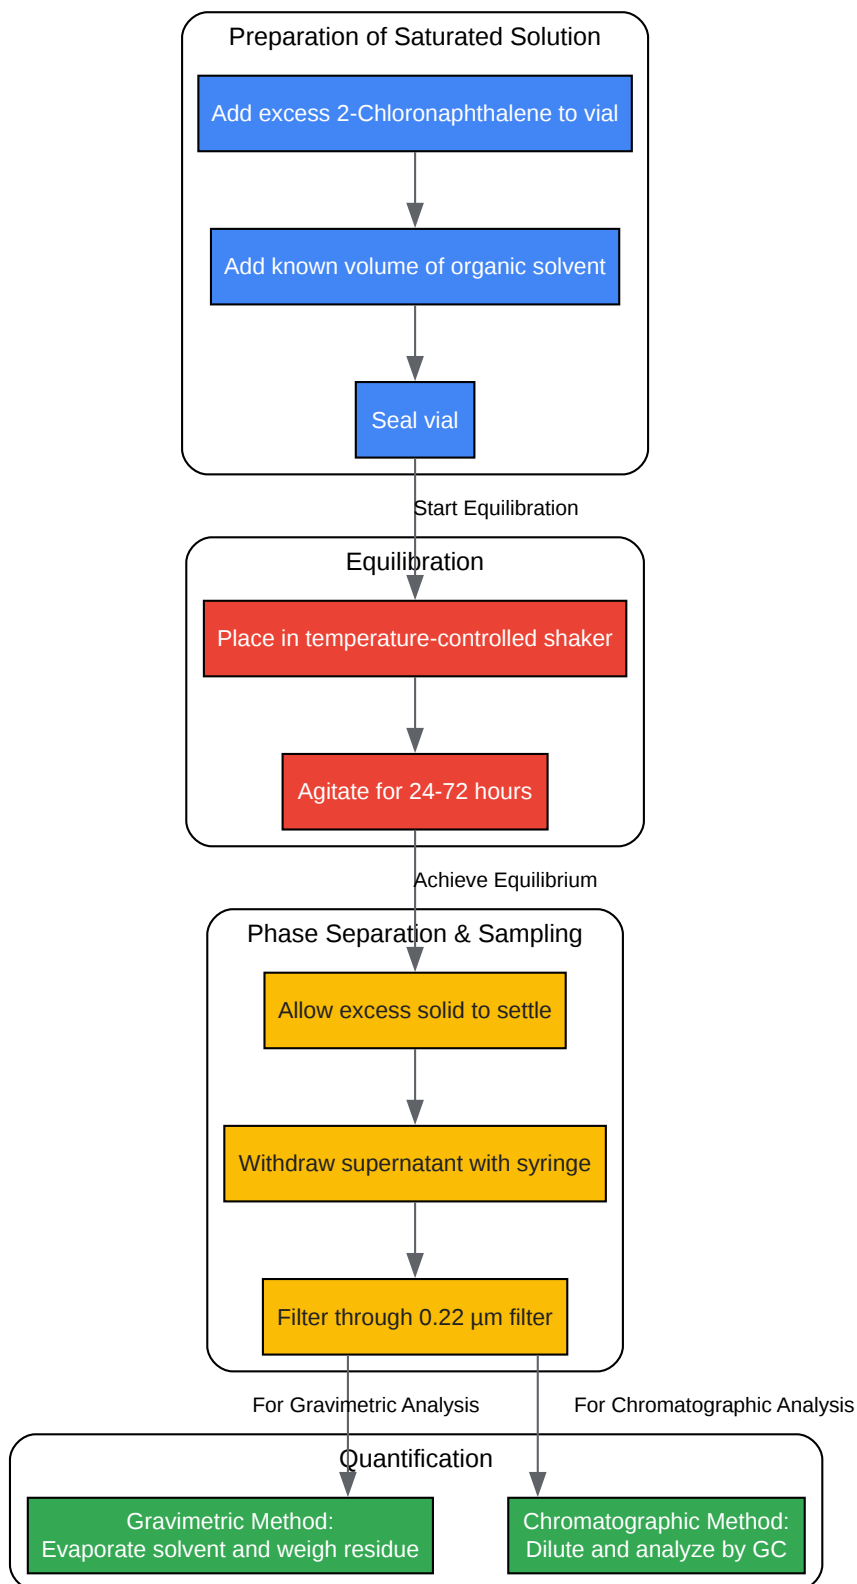 Preparation of Saturated Solution
Add excess 2-Chloronaphthalene to vial
Add known volume of organic solvent
Seal vial
Start Equilibration
Equilibration
Place in temperature-controlled shaker
Agitate for 24-72 hours
Achieve Equilibrium
Phase Separation & Sampling
Allow excess solid to settle
Withdraw supernatant with syringe
Filter through 0.22 µm filter
For Gravimetric Analysis
For Chromatographic Analysis
Quantification
Gravimetric Method:
Evaporate solvent and weigh residue
Chromatographic Method:
Dilute and analyze by GC